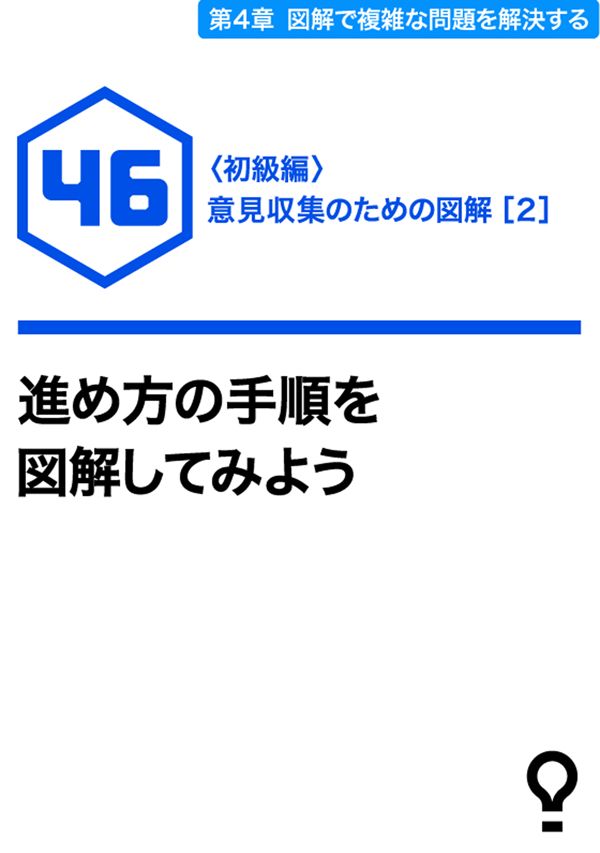 第4章 図解で複雑な問題を解決する
46
〈初級編〉
意見収集のための図解［2］
進め方の手順を
図解してみよう